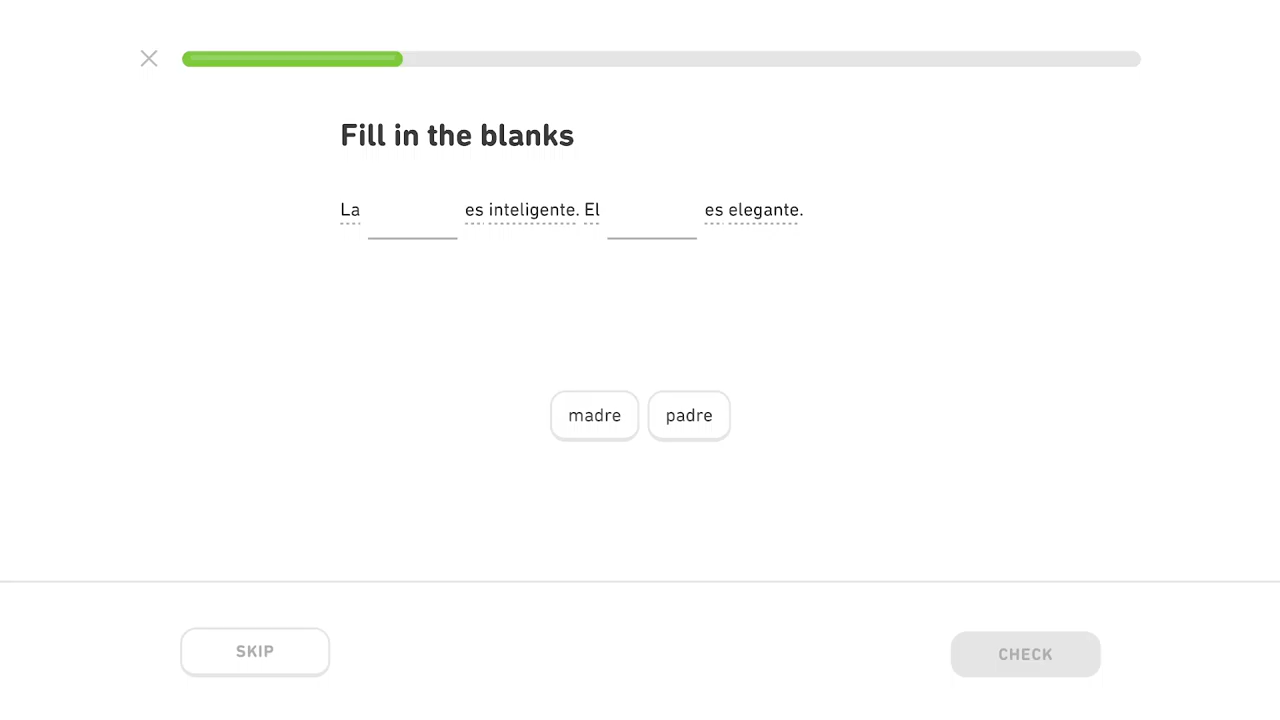 Fill in the blanks
La es inteligente. El es elegante.
madre padre
SKIP CHECK